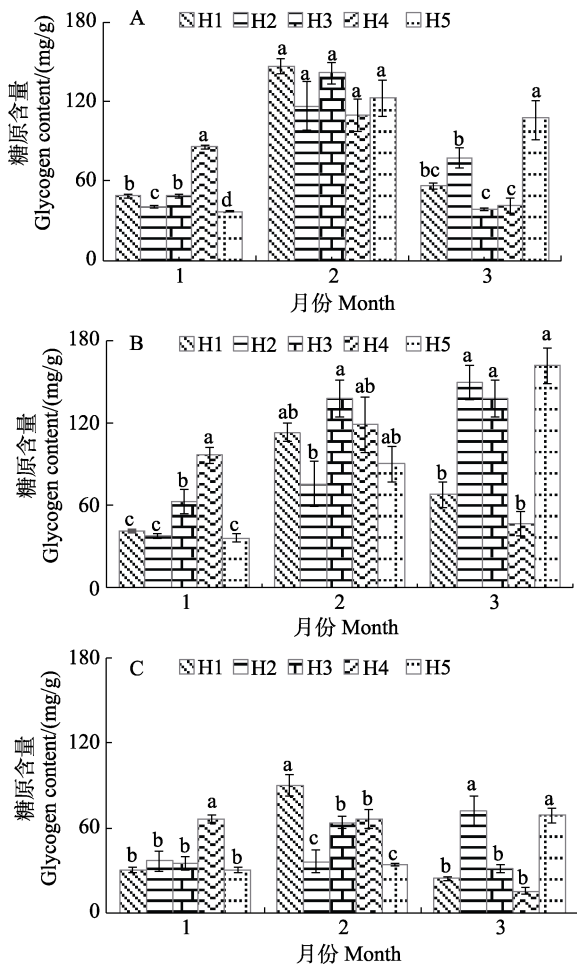 A H1 H2 H3 H4 H5
糖原含量
Glycogen content/(mg/g)
180
120
60
0
b c b a d
a a a a a
bc b c c a
1 2 3
月份 Month
B H1 H2 H3 H4 H5
糖原含量
Glycogen content/(mg/g)
180
120
60
0
c c b a c
ab b a ab ab
b a a b a
1 2 3
月份 Month
C H1 H2 H3 H4 H5
糖原含量
Glycogen content/(mg/g)
180
120
60
0
b b b a b
a c b b c
b a b b a
1 2 3
月份 Month